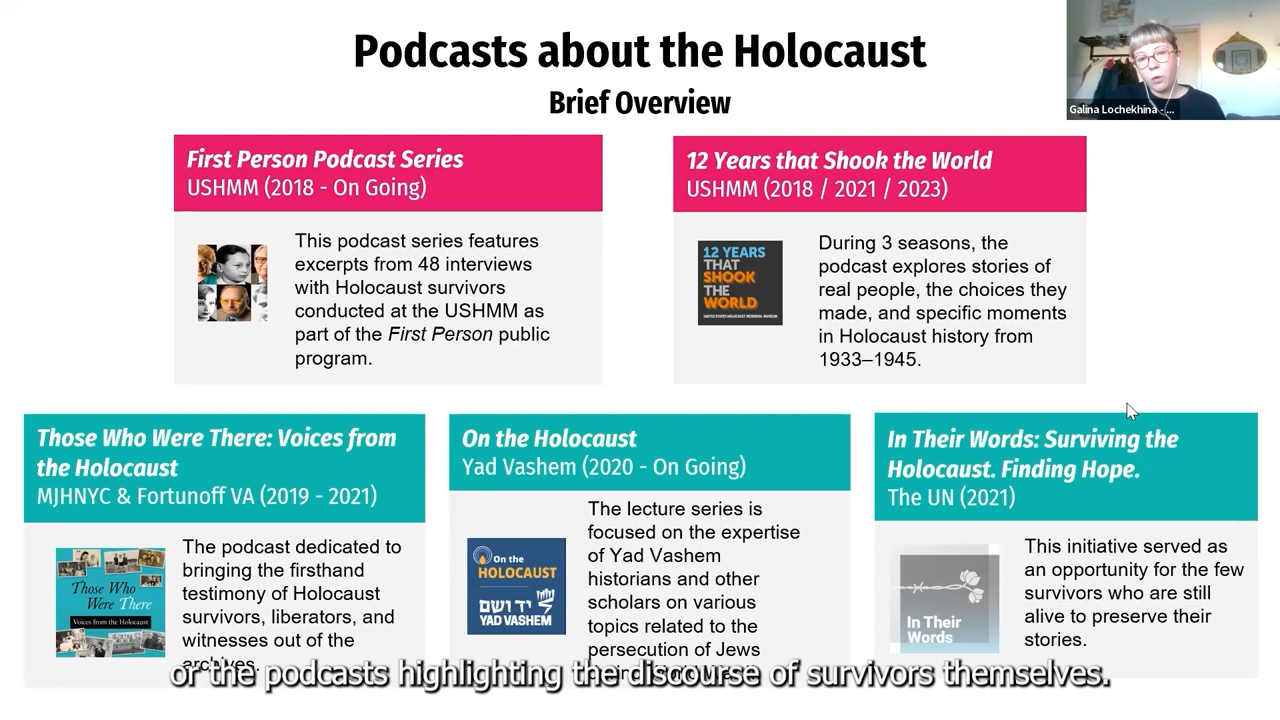 Podcasts about the Holocaust
Brief Overview
Galina Lochekhina - ...
First Person Podcast Series
USHMM (2018 - On Going)
This podcast series features
excerpts from 48 interviews
with Holocaust survivors
conducted at the USHMM as
part of the First Person public
program.
12 Years that Shook the World
USHMM (2018 / 2021 / 2023)
12 YEARS
THAT
SHOOK
THE
WORLD
UNITED STATES HOLOCAUST MEMORIAL MUSEUM
During 3 seasons, the
podcast explores stories of
real people, the choices they
made, and specific moments
in Holocaust history from
1933–1945.
Those Who Were There: Voices from
the Holocaust
MJHNYC & Fortunoff VA (2019 - 2021)
Those Who
Were There
Voices from the Holocaust
The podcast dedicated to
bringing the firsthand
testimony of Holocaust
survivors, liberators, and
witnesses out of the
archives.
On the Holocaust
Yad Vashem (2020 - On Going)
On the
HOLOCAUST
יד ושם
YAD VASHEM
The lecture series is
focused on the expertise
of Yad Vashem
historians and other
scholars on various
topics related to the
persecution of Jews
In Their Words: Surviving the
Holocaust. Finding Hope.
The UN (2021)
In Their
Words
This initiative served as
an opportunity for the few
survivors who are still
alive to preserve their
stories.
of the podcasts highlighting the discourse of survivors themselves.